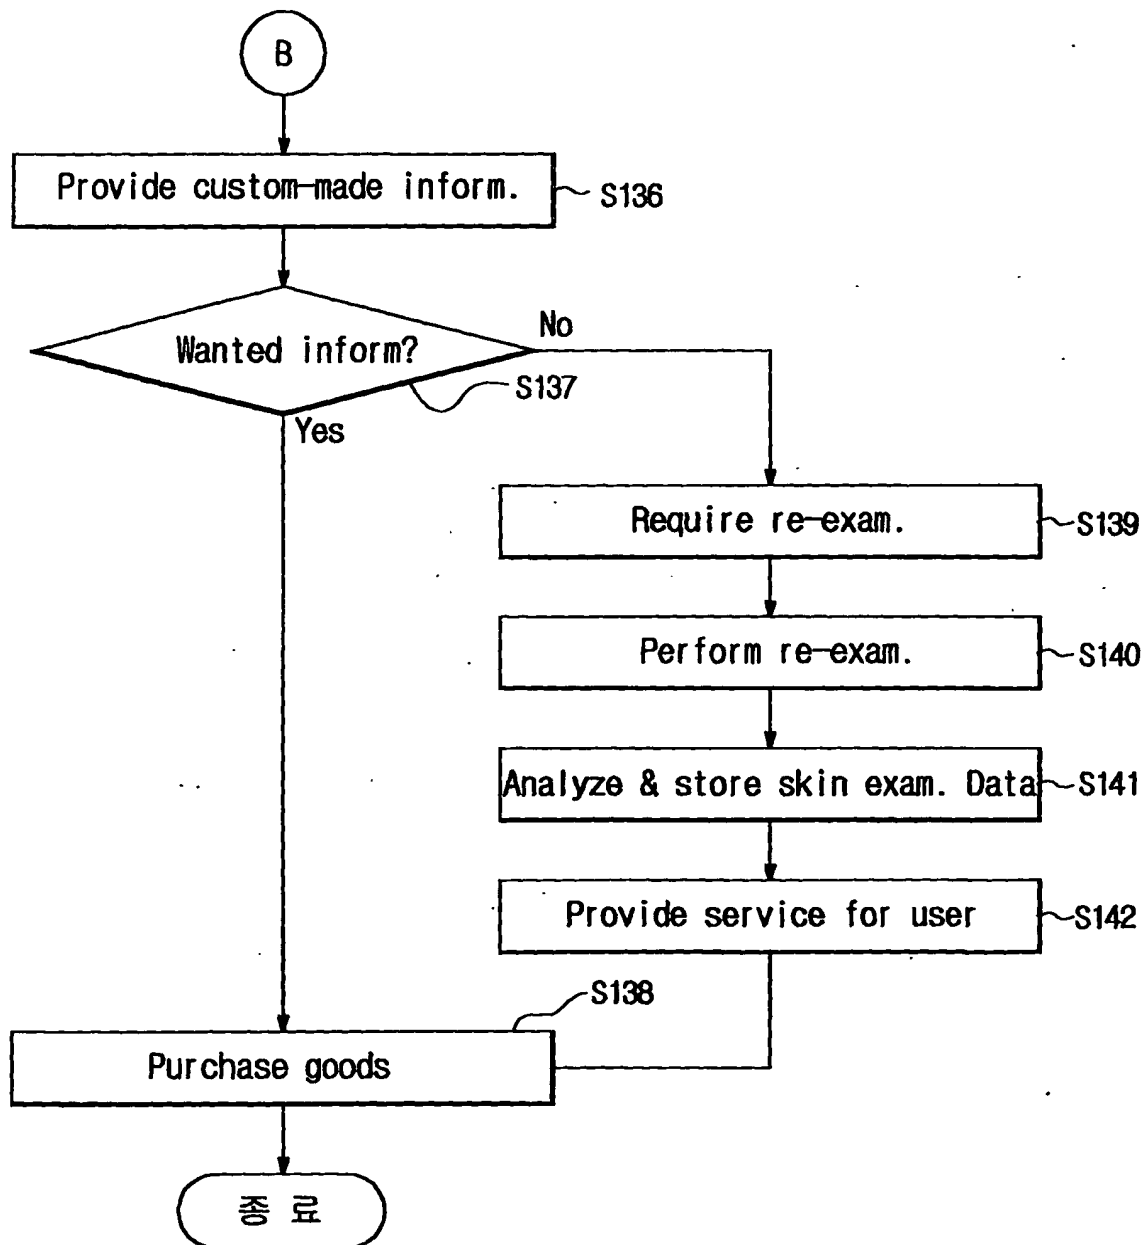 B
Provide custom-made inform.
S136
Wanted inform?
No
S137
Yes
Require re-exam.
S139
Perform re-exam.
S140
Analyze & store skin exam. Data
S141
Provide service for user
S142
S138
Purchase goods
종 료